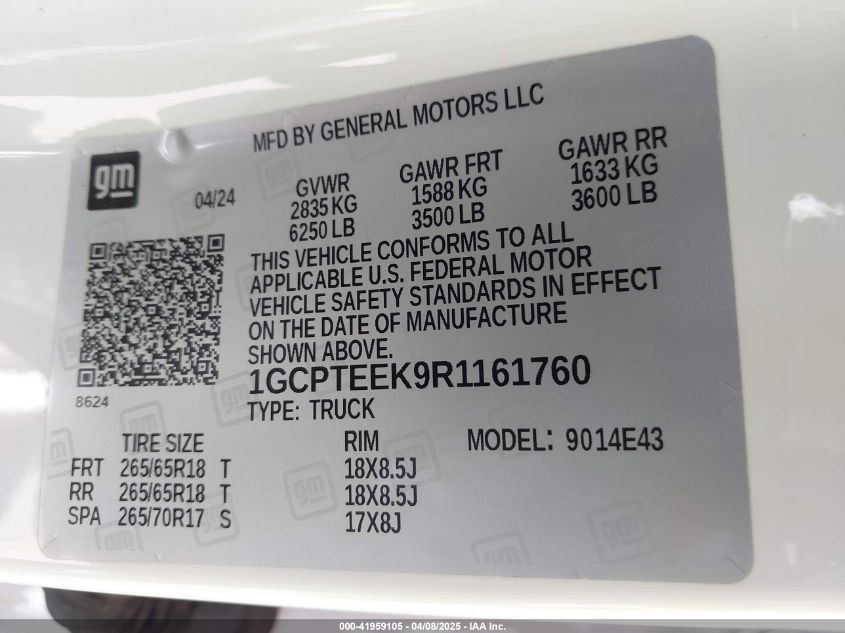 MFD BY GENERAL MOTORS LLC
gm
04/24
GVWR
2835 KG
6250 LB
GAWR FRT
1588 KG
3500 LB
GAWR RR
1633 KG
3600 LB
THIS VEHICLE CONFORMS TO ALL
APPLICABLE U.S. FEDERAL MOTOR
VEHICLE SAFETY STANDARDS IN EFFECT
ON THE DATE OF MANUFACTURE
SHOWN ABOVE.
1GCPTEEK9R1161760
8624
TYPE: TRUCK
TIRE SIZE RIM MODEL: 9014E43
FRT 265/65R18 T 18X8.5J
RR 265/65R18 T 18X8.5J
SPA 265/70R17 S 17X8J
000-41959105 - 04/08/2025 - IAA Inc.